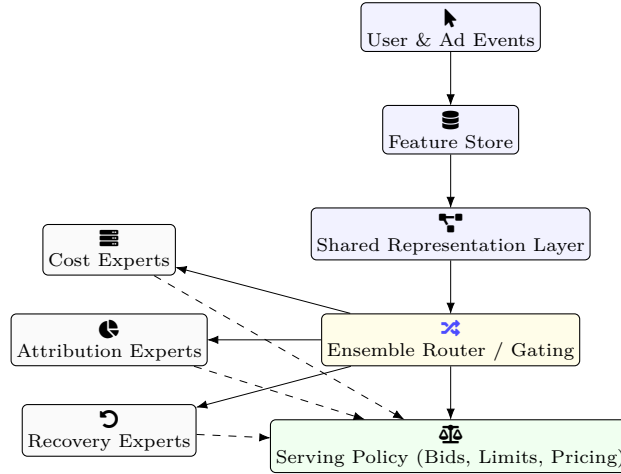 User & Ad Events
Feature Store
Shared Representation Layer
Cost Experts
Ensemble Router / Gating
Attribution Experts
Recovery Experts
Serving Policy (Bids, Limits, Pricing)